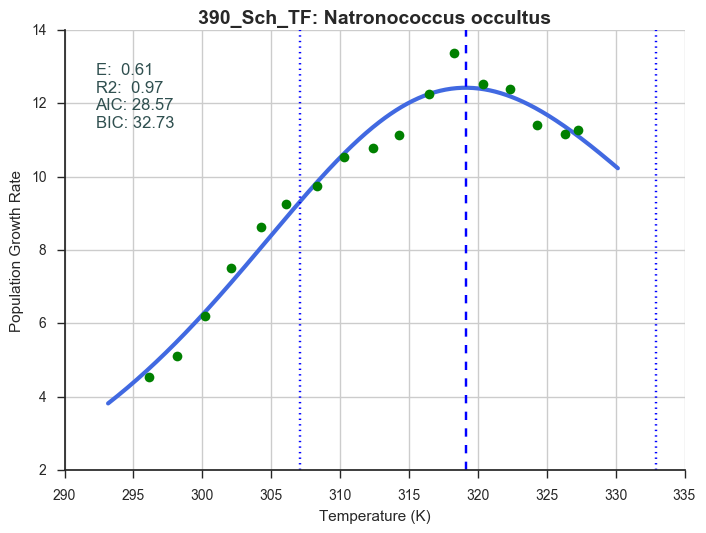 390_Sch_TF: Natronococcus occultus
E:  0.61
R2:  0.97
AIC: 28.57
BIC: 32.73
Population Growth Rate
14
12
10
8
6
4
2
290 295 300 305 310 315 320 325 330 335
Temperature (K)